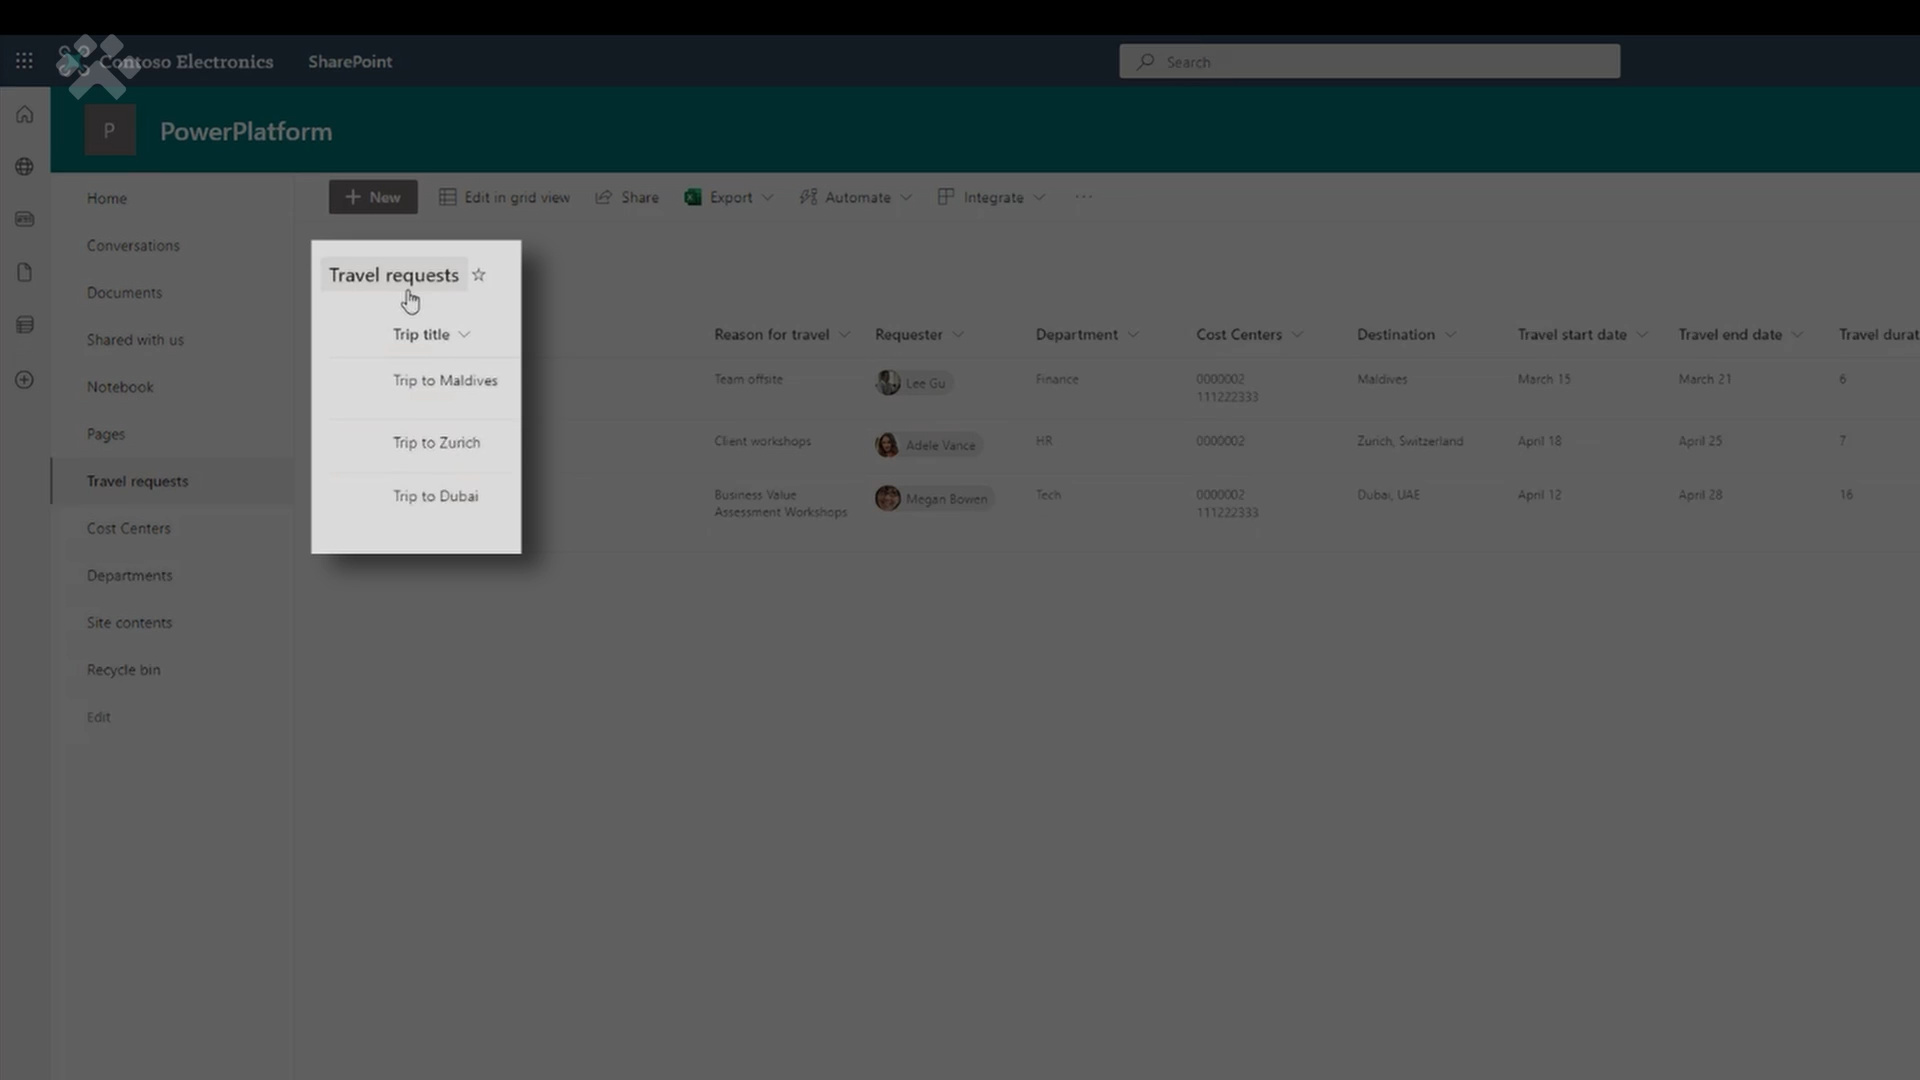 Contoso Electronics SharePoint Search
P PowerPlatform
Home
Conversations
Documents
Shared with us
Notebook
Pages
Travel requests
Cost Centers
Departments
Site contents
Recycle bin
Edit
New Edit in grid view Share Export Automate Integrate ...
Travel requests
Trip title Reason for travel Requester Department Cost Centers Destination Travel start date Travel end date Travel durat
Trip to Maldives Team offsite Lee Gu Finance 0000002 Maldives March 15 March 21 6
111222333
Trip to Zurich Client workshops Adele Vance HR 0000002 Zurich, Switzerland April 18 April 25 7
Trip to Dubai Business Value Megan Bowen Tech 0000002 Dubai, UAE April 12 April 28 16
Assessment Workshops 111222333